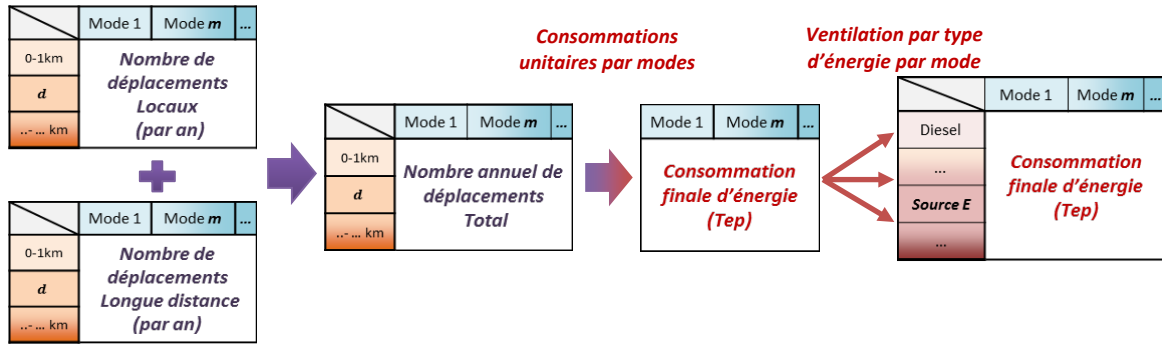 Mode 1 Mode m ...
0-1km
d
..- ... km
Nombre de
déplacements
Locaux
(par an)
Mode 1 Mode m ...
0-1km
d
..- ... km
Nombre de
déplacements
Longue distance
(par an)
Mode 1 Mode m ...
0-1km
d
..- ... km
Nombre annuel de
déplacements
Total
Consommations
unitaires par modes
Mode 1 Mode m ...
Consommation
finale d’énergie
(Tep)
Ventilation par type
d’énergie par mode
Mode 1 Mode m ...
Diesel
...
Source E
...
Consommation
finale d’énergie
(Tep)